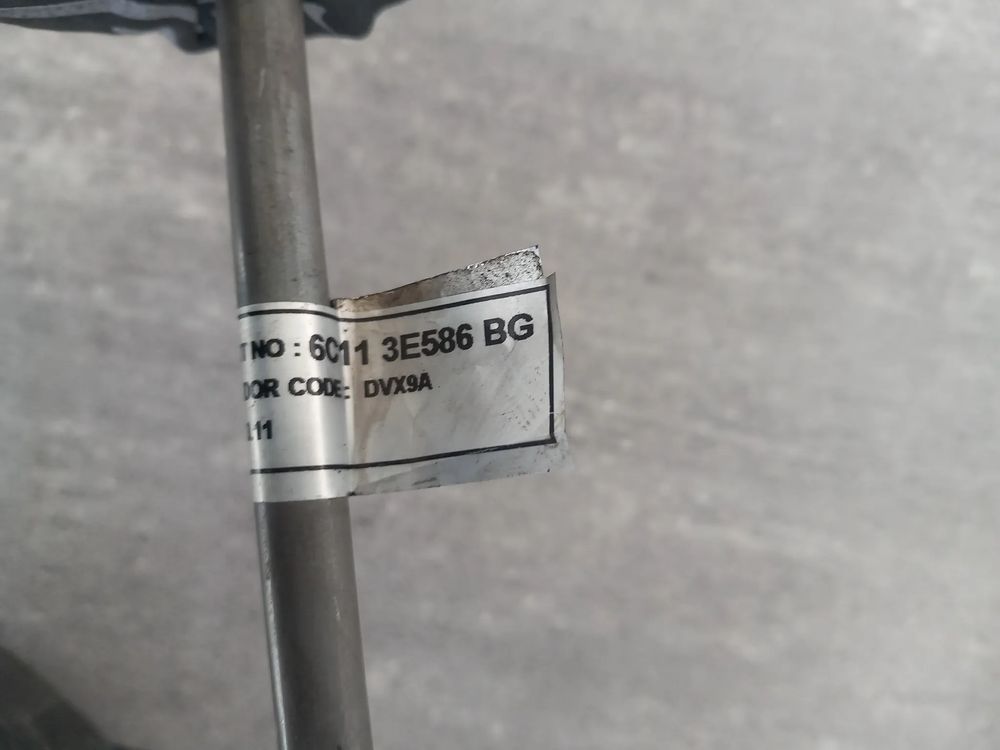 T NO : 6C11 3E586 BG
DOR CODE: DVX9A
11